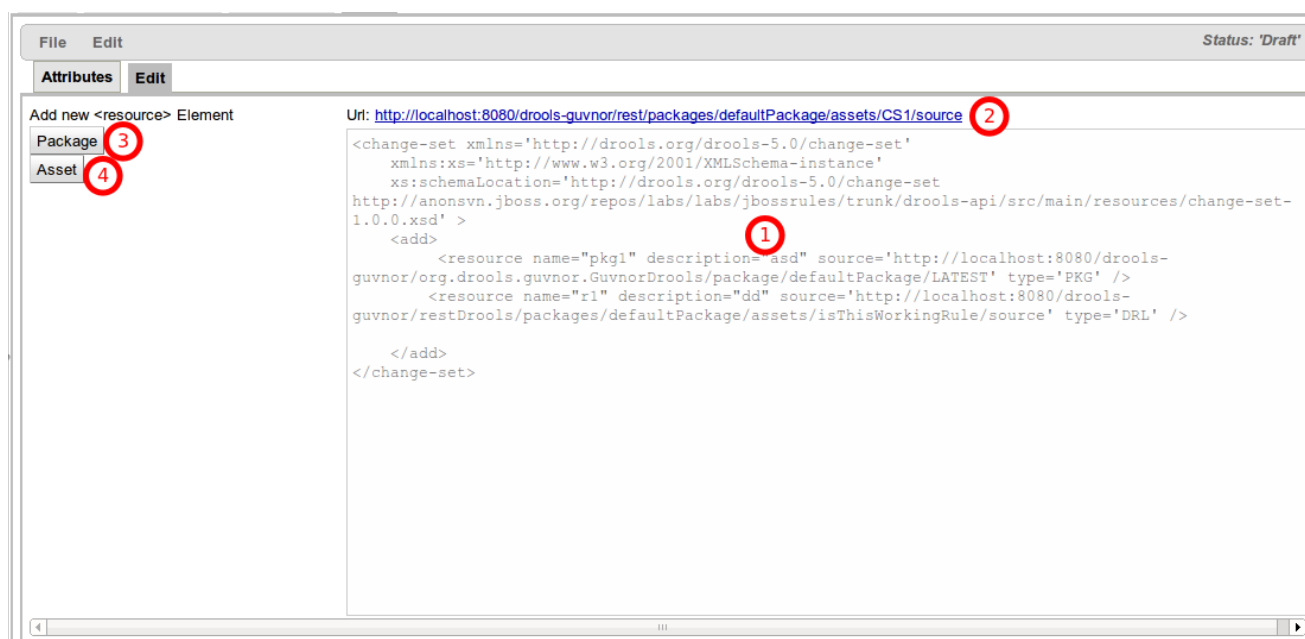 File Edit
Status: 'Draft'
Attributes Edit
Add new <resource> Element
Url: http://localhost:8080/drools-guvnor/rest/packages/defaultPackage/assets/CS1/source 2
Package 3
Asset 4
<change-set xmlns='http://drools.org/drools-5.0/change-set'
xmlns:xs='http://www.w3.org/2001/XMLSchema-instance'
xs:schemaLocation='http://drools.org/drools-5.0/change-set
http://anonsvn.jboss.org/repos/labs/labs/jbossrules/trunk/drools-api/src/main/resources/change-set-
1.0.0.xsd' >
<add>
1
<resource name="pkg1" description="asd" source='http://localhost:8080/drools-
guvnor/org.drools.guvnor.GuvnorDrools/package/defaultPackage/LATEST' type='PKG' />
<resource name="r1" description="dd" source='http://localhost:8080/drools-
guvnor/restDrools/packages/defaultPackage/assets/isThisWorkingRule/source' type='DRL' />
</add>
</change-set>